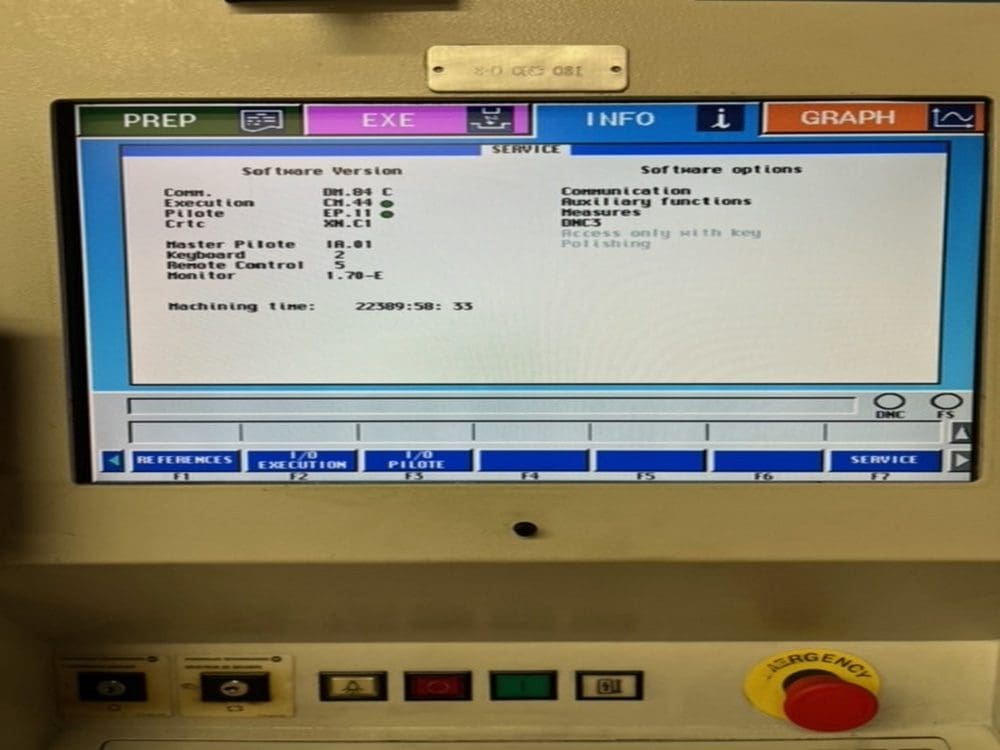 PREP EXE INFO i GRAPH
SERVICE
Software Version Software options
Comm. DM.84 C Communication
Execution CM.44 Auxiliary functions
Pilote EP.11 Measures
Crtc XN.C1 DMC3
Access only with key
Master Pilote IA.01 Polishing
Keyboard 2
Remote Control 5
Monitor 1.70-E
Machining time: 22389:58: 33
DMC FS
REFERENCES I/O EXECUTION I/O PILOTE SERVICE
F1 F2 F3 F4 F5 F6 F7
EMERGENCY